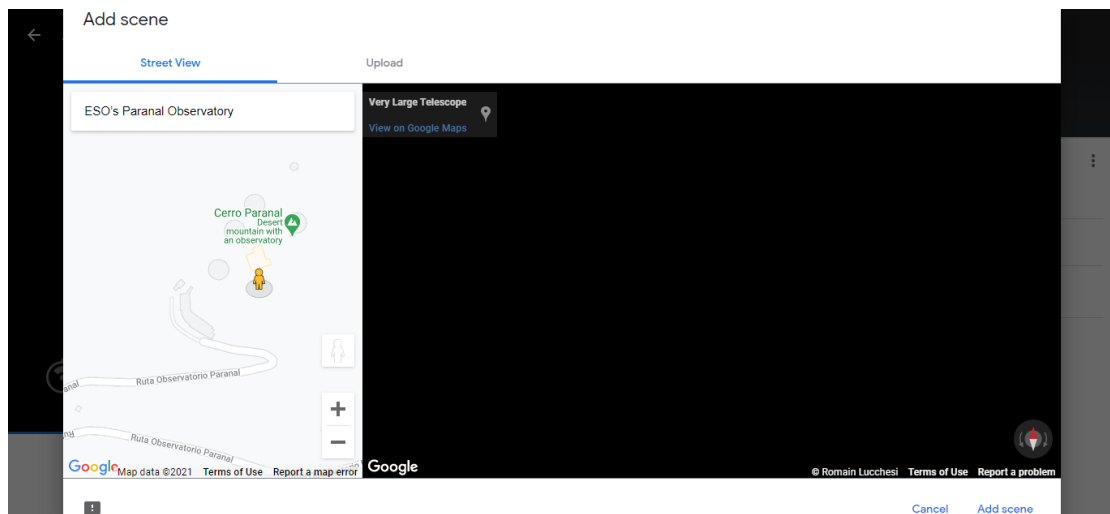 Add scene
Street View
Upload
ESO's Paranal Observatory
Very Large Telescope
View on Google Maps
Cerro Paranal
Desert
mountain with
an observatory
Ruta Observatorio Paranal
Ruta Observatorio Paranal
Google Map data ©2021 Terms of Use Report a map error
Google
© Romain Lucchesi Terms of Use Report a problem
Cancel
Add scene